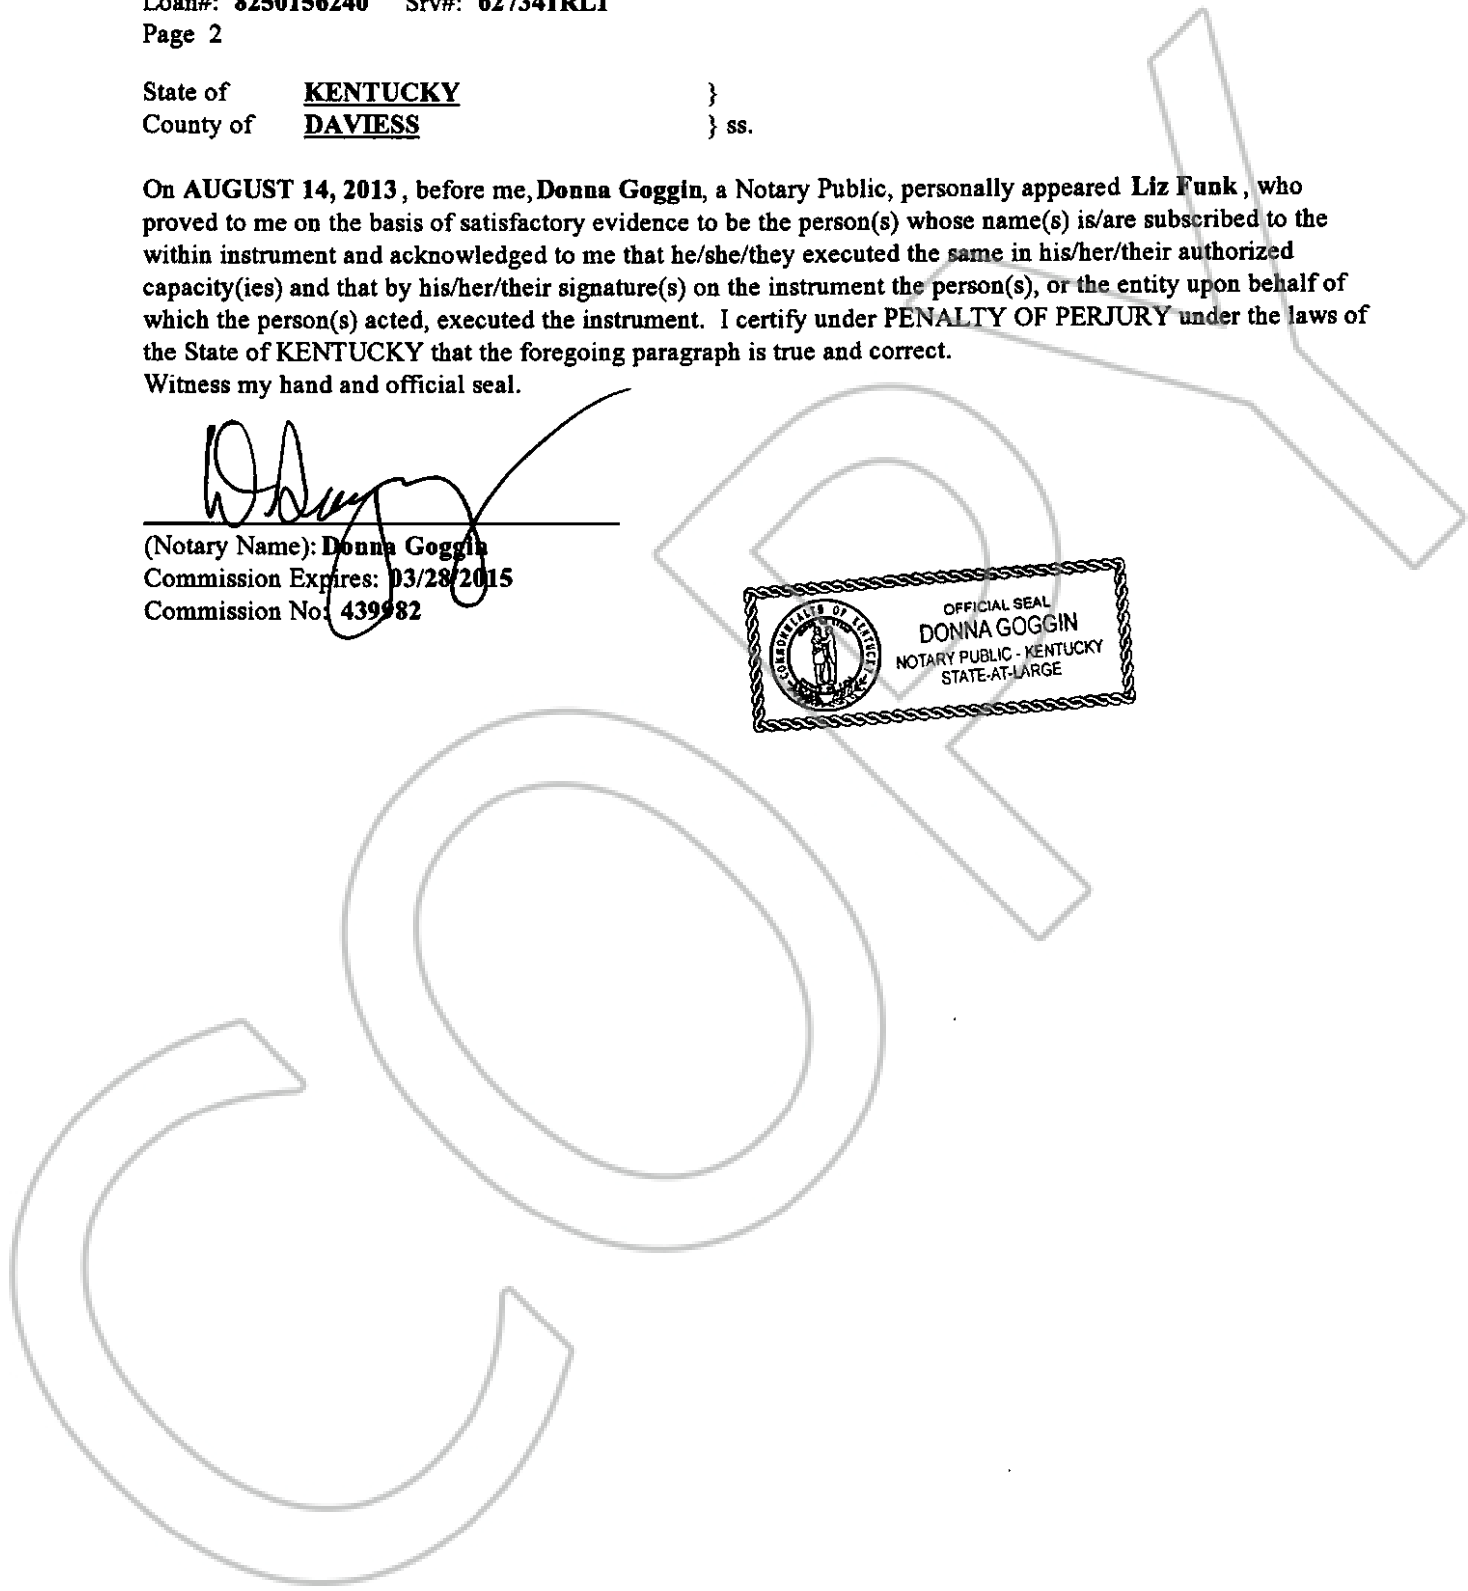 Loan#: 8250156240 Srv#: 627341RL1
Page 2
State of KENTUCKY }
County of DAVIESS } ss.
On AUGUST 14, 2013 , before me, Donna Goggin, a Notary Public, personally appeared Liz Funk , who
proved to me on the basis of satisfactory evidence to be the person(s) whose name(s) is/are subscribed to the
within instrument and acknowledged to me that he/she/they executed the same in his/her/their authorized
capacity(ies) and that by his/her/their signature(s) on the instrument the person(s), or the entity upon behalf of
which the person(s) acted, executed the instrument. I certify under PENALTY OF PERJURY under the laws of
the State of KENTUCKY that the foregoing paragraph is true and correct.
Witness my hand and official seal.
(Notary Name): Donna Goggin
Commission Expires: 03/28/2015
Commission No: 439982
COMMONWEALTH OF KENTUCKY
OFFICIAL SEAL
DONNA GOGGIN
NOTARY PUBLIC - KENTUCKY
STATE-AT-LARGE
COPY